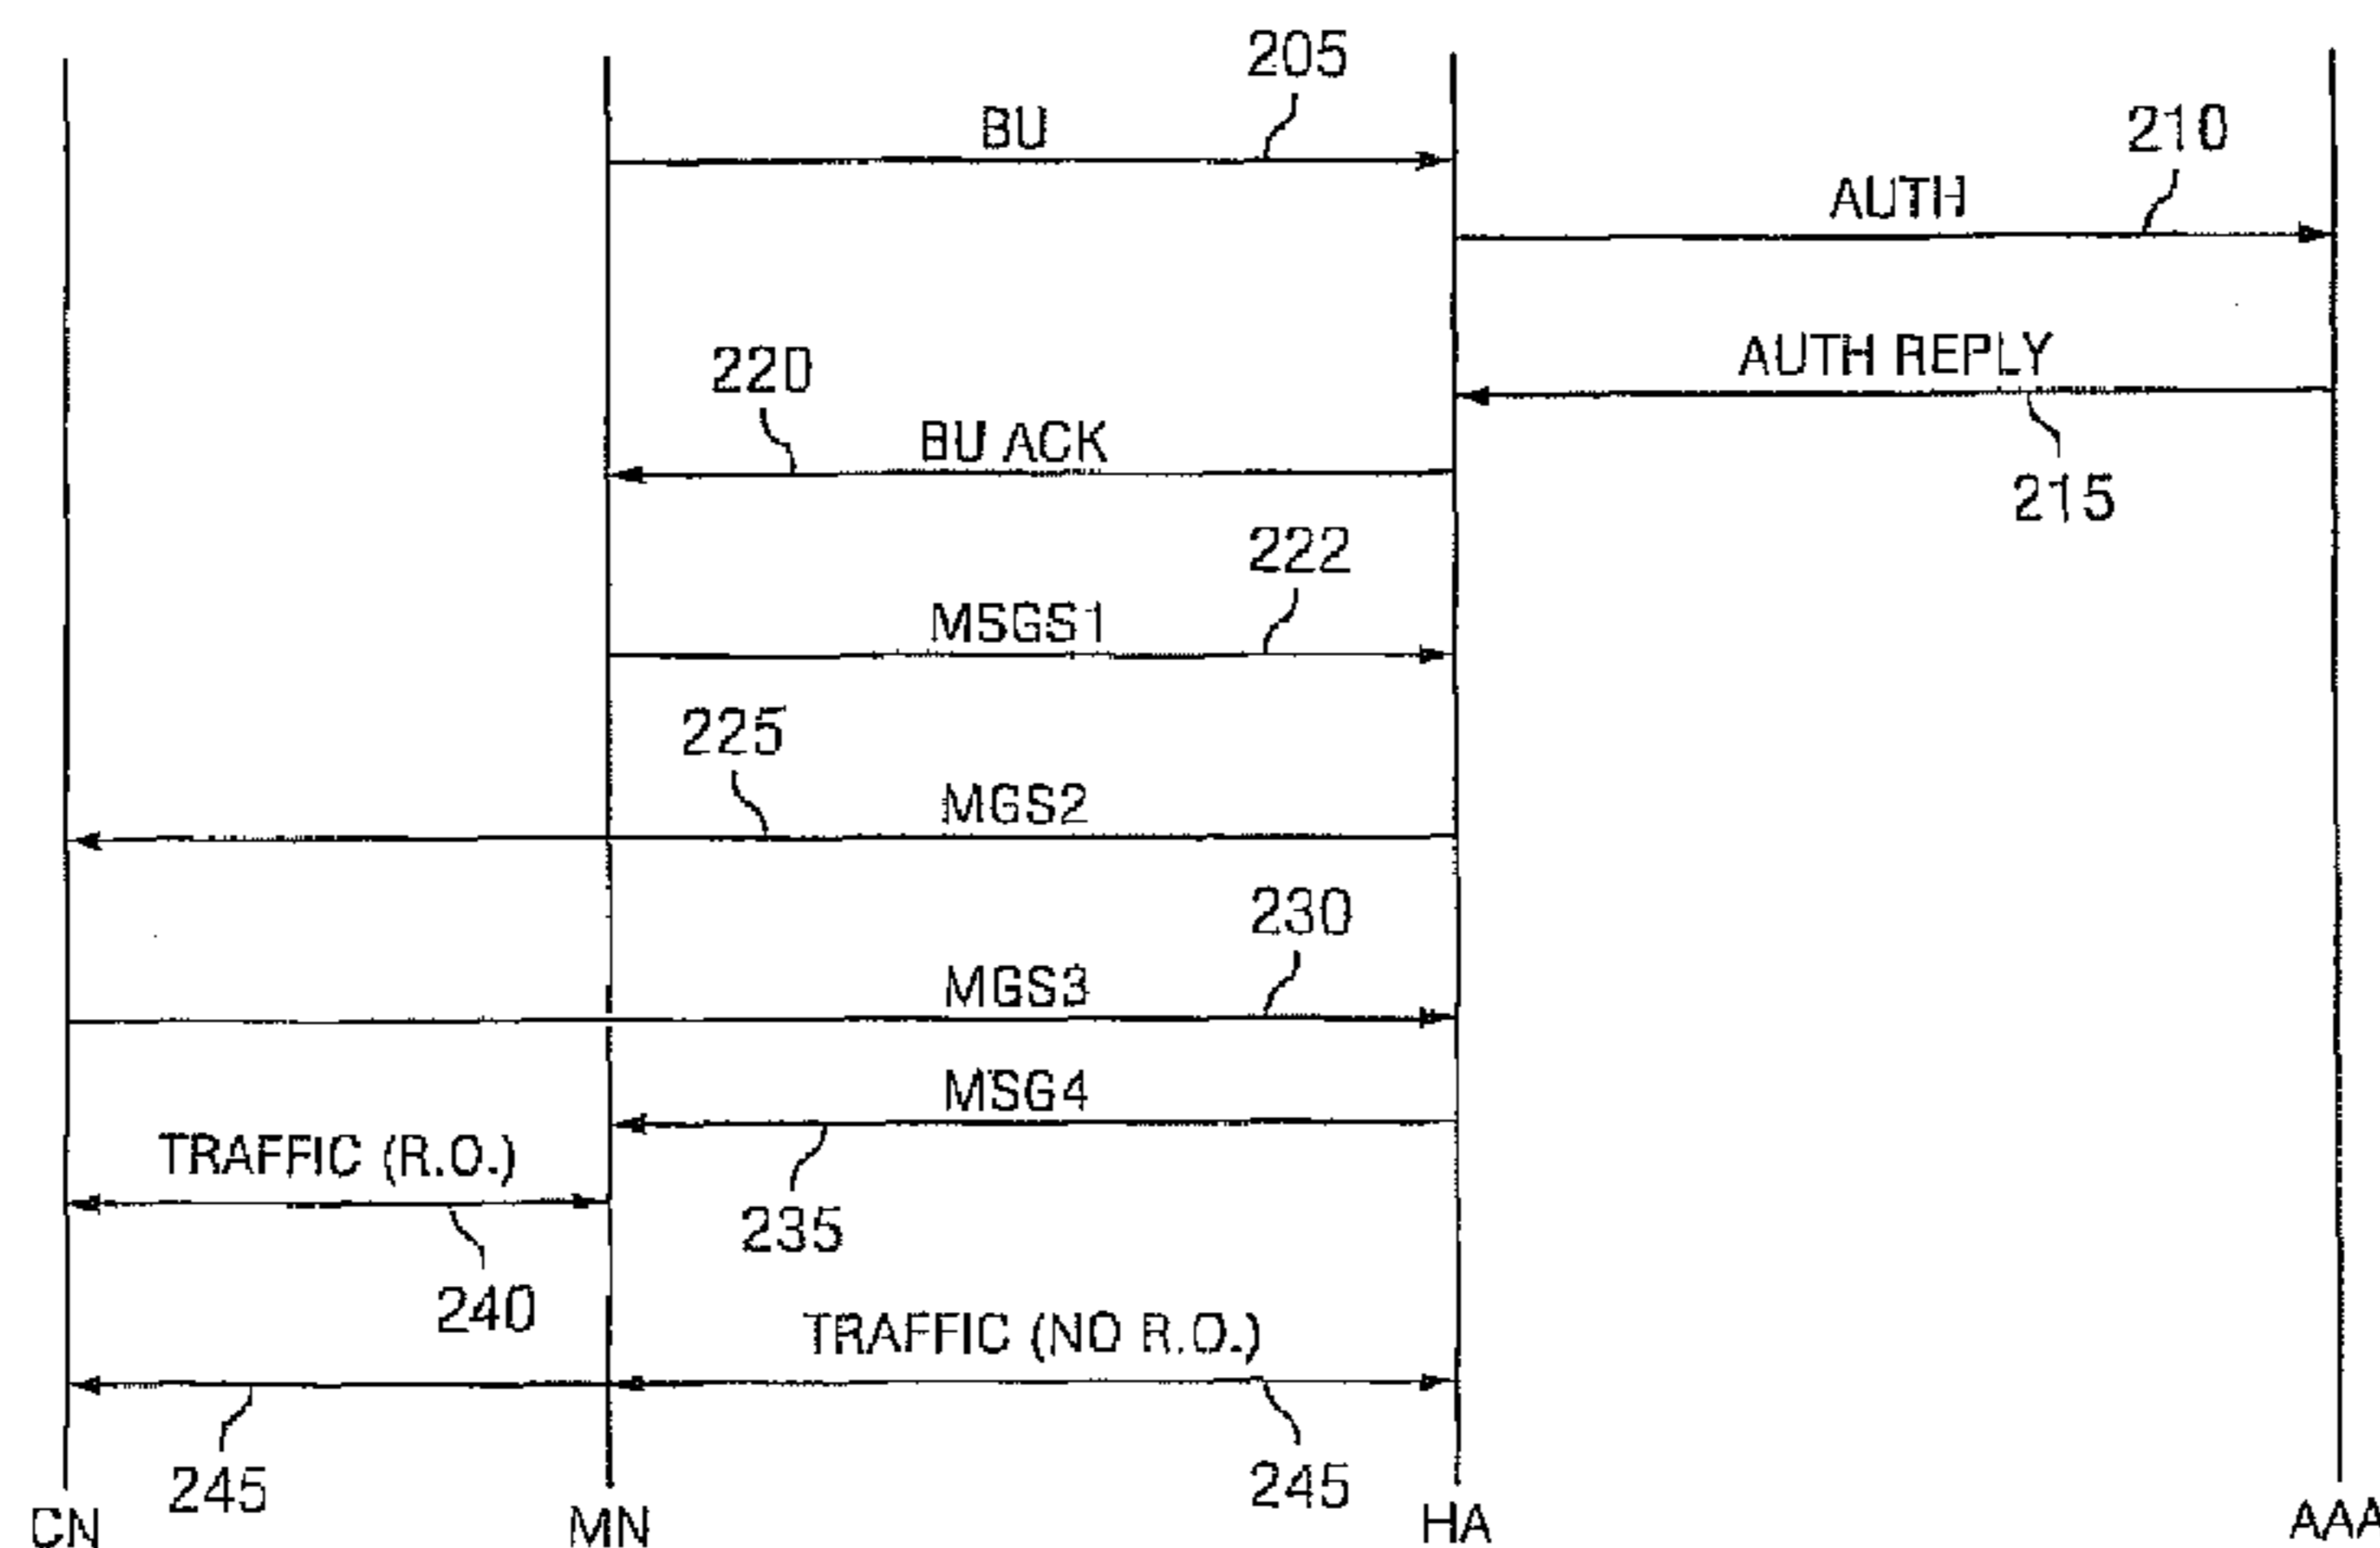 205
BU
210
AUTH
AUTH REPLY
220
BU ACK
215
222
MSGS1
225
MGS2
230
MGS3
MSG4
TRAFFIC (R.O.)
235
240
TRAFFIC (NO R.O.)
245
245
CN
MN
HA
AAA